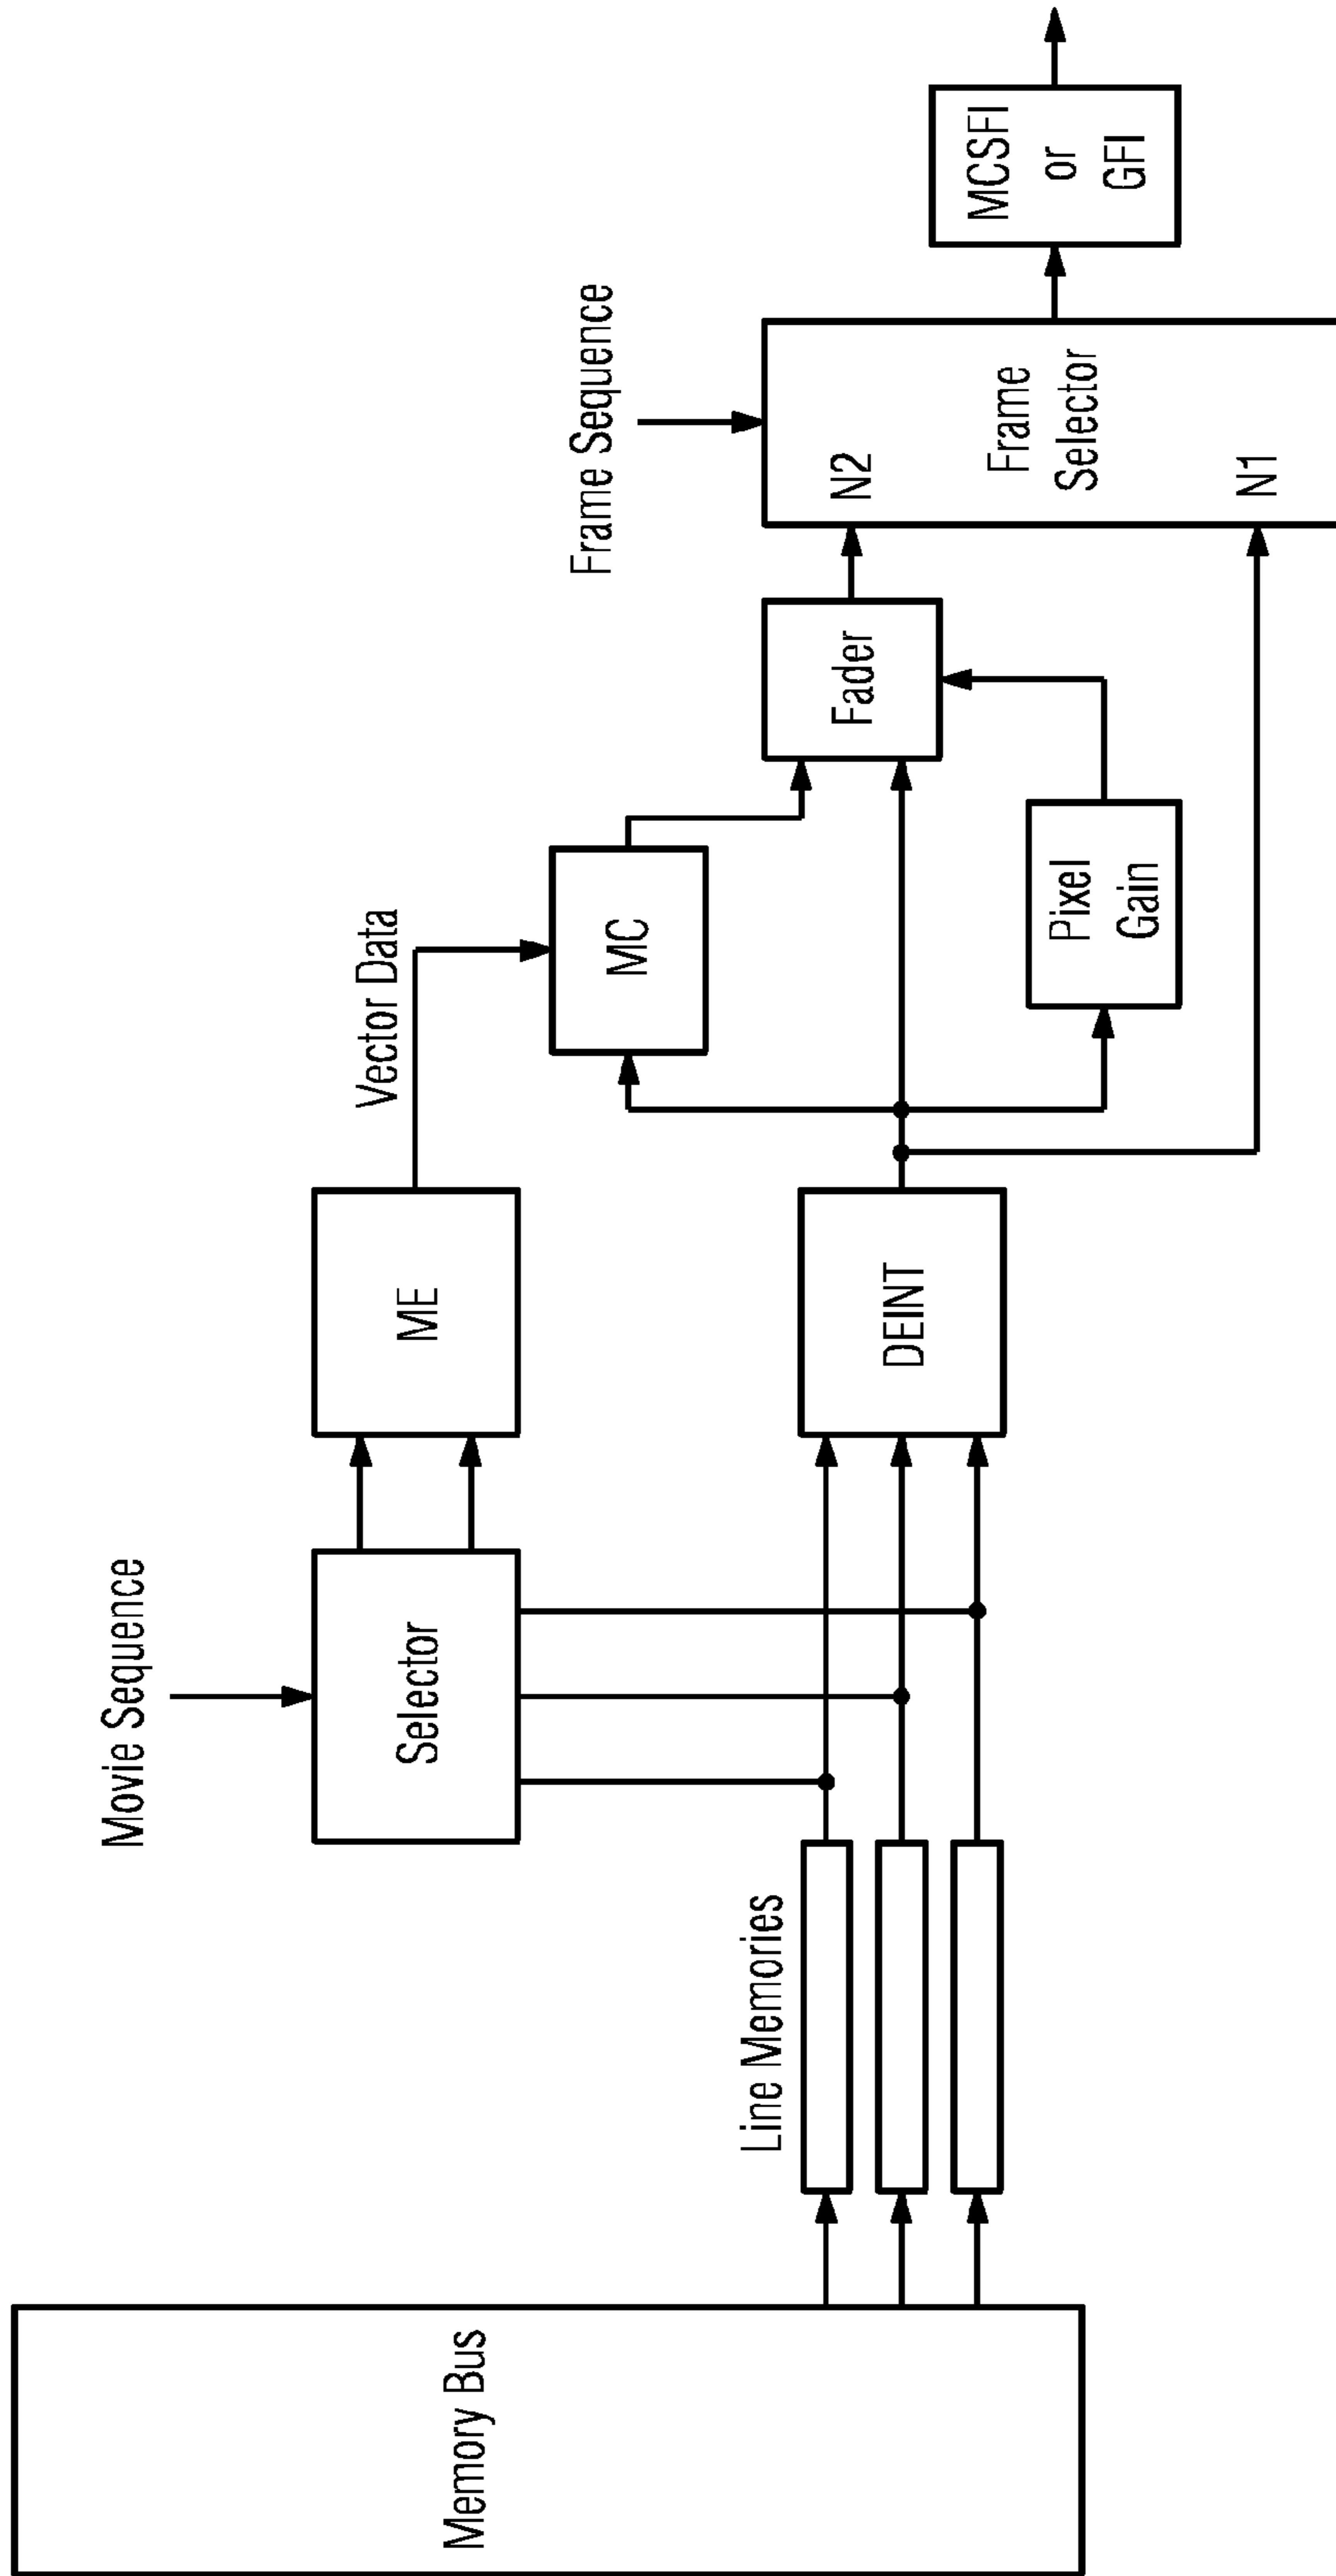 Memory Bus
Line Memories
Movie Sequence
Selector
ME
DEINT
Vector Data
MC
Pixel
Gain
Fader
Frame Sequence
N2
Frame
Selector
N1
MCSFI
or
GFI